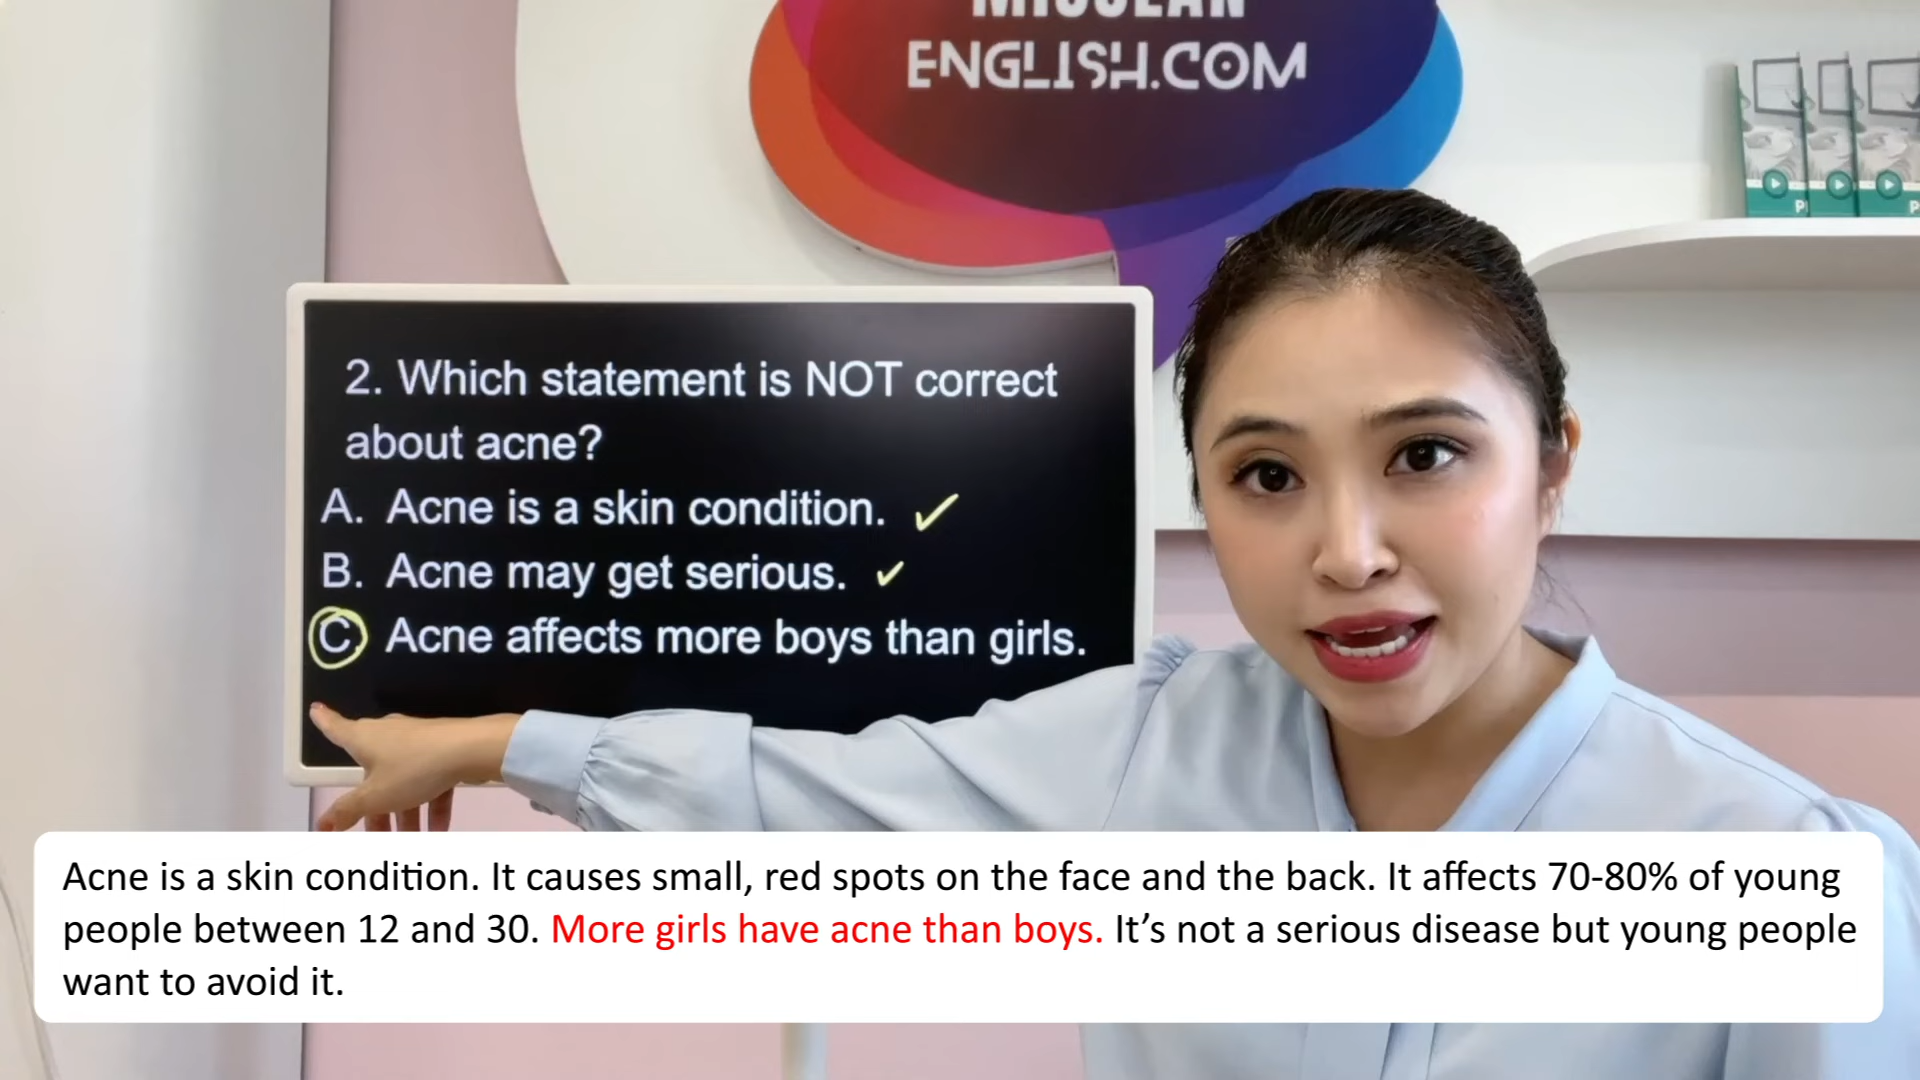 ENGLISH.COM
2. Which statement is NOT correct
about acne?
A. Acne is a skin condition. ✓
B. Acne may get serious. ✓
C Acne affects more boys than girls.
Acne is a skin condition. It causes small, red spots on the face and the back. It affects 70-80% of young
people between 12 and 30. More girls have acne than boys. It’s not a serious disease but young people
want to avoid it.